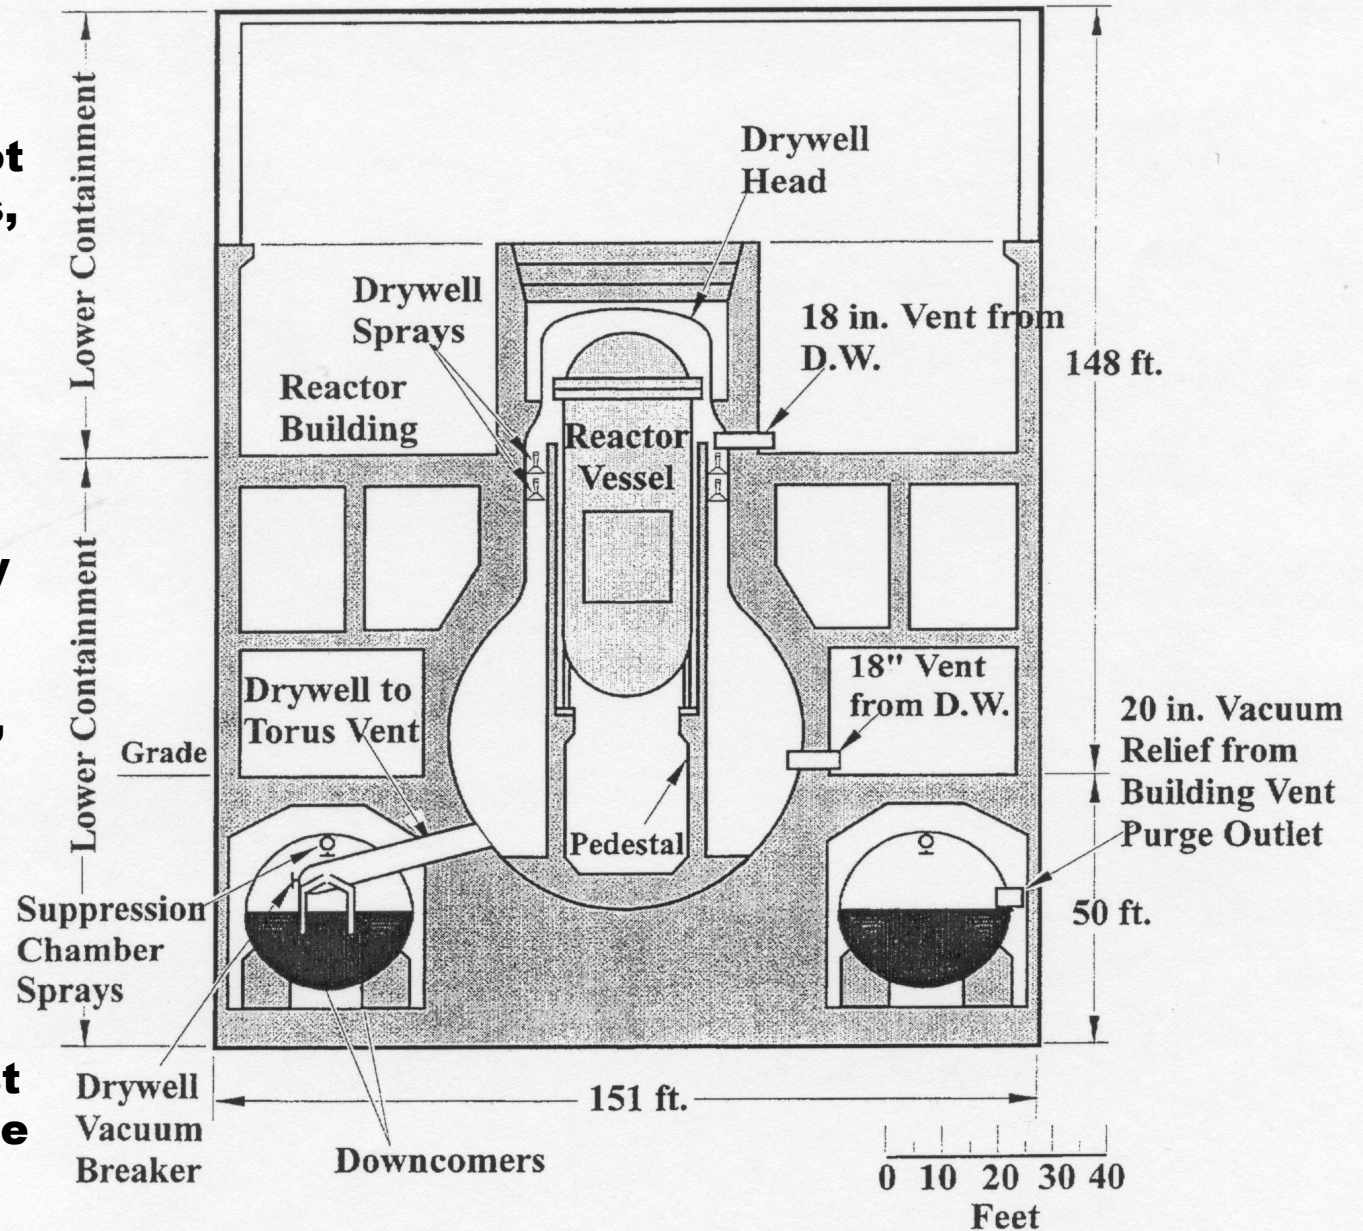 Drywell
Head
Lower Containment
Drywell
Sprays
18 in. Vent from
D.W.
148 ft.
Reactor
Building
Reactor
Vessel
Lower Containment
18" Vent
from D.W.
Drywell to
Torus Vent
20 in. Vacuum
Relief from
Building Vent
Purge Outlet
Grade
Pedestal
Suppression
Chamber
Sprays
50 ft.
Drywell
Vacuum
Breaker
151 ft.
Downcomers
0 10 20 30 40
Feet